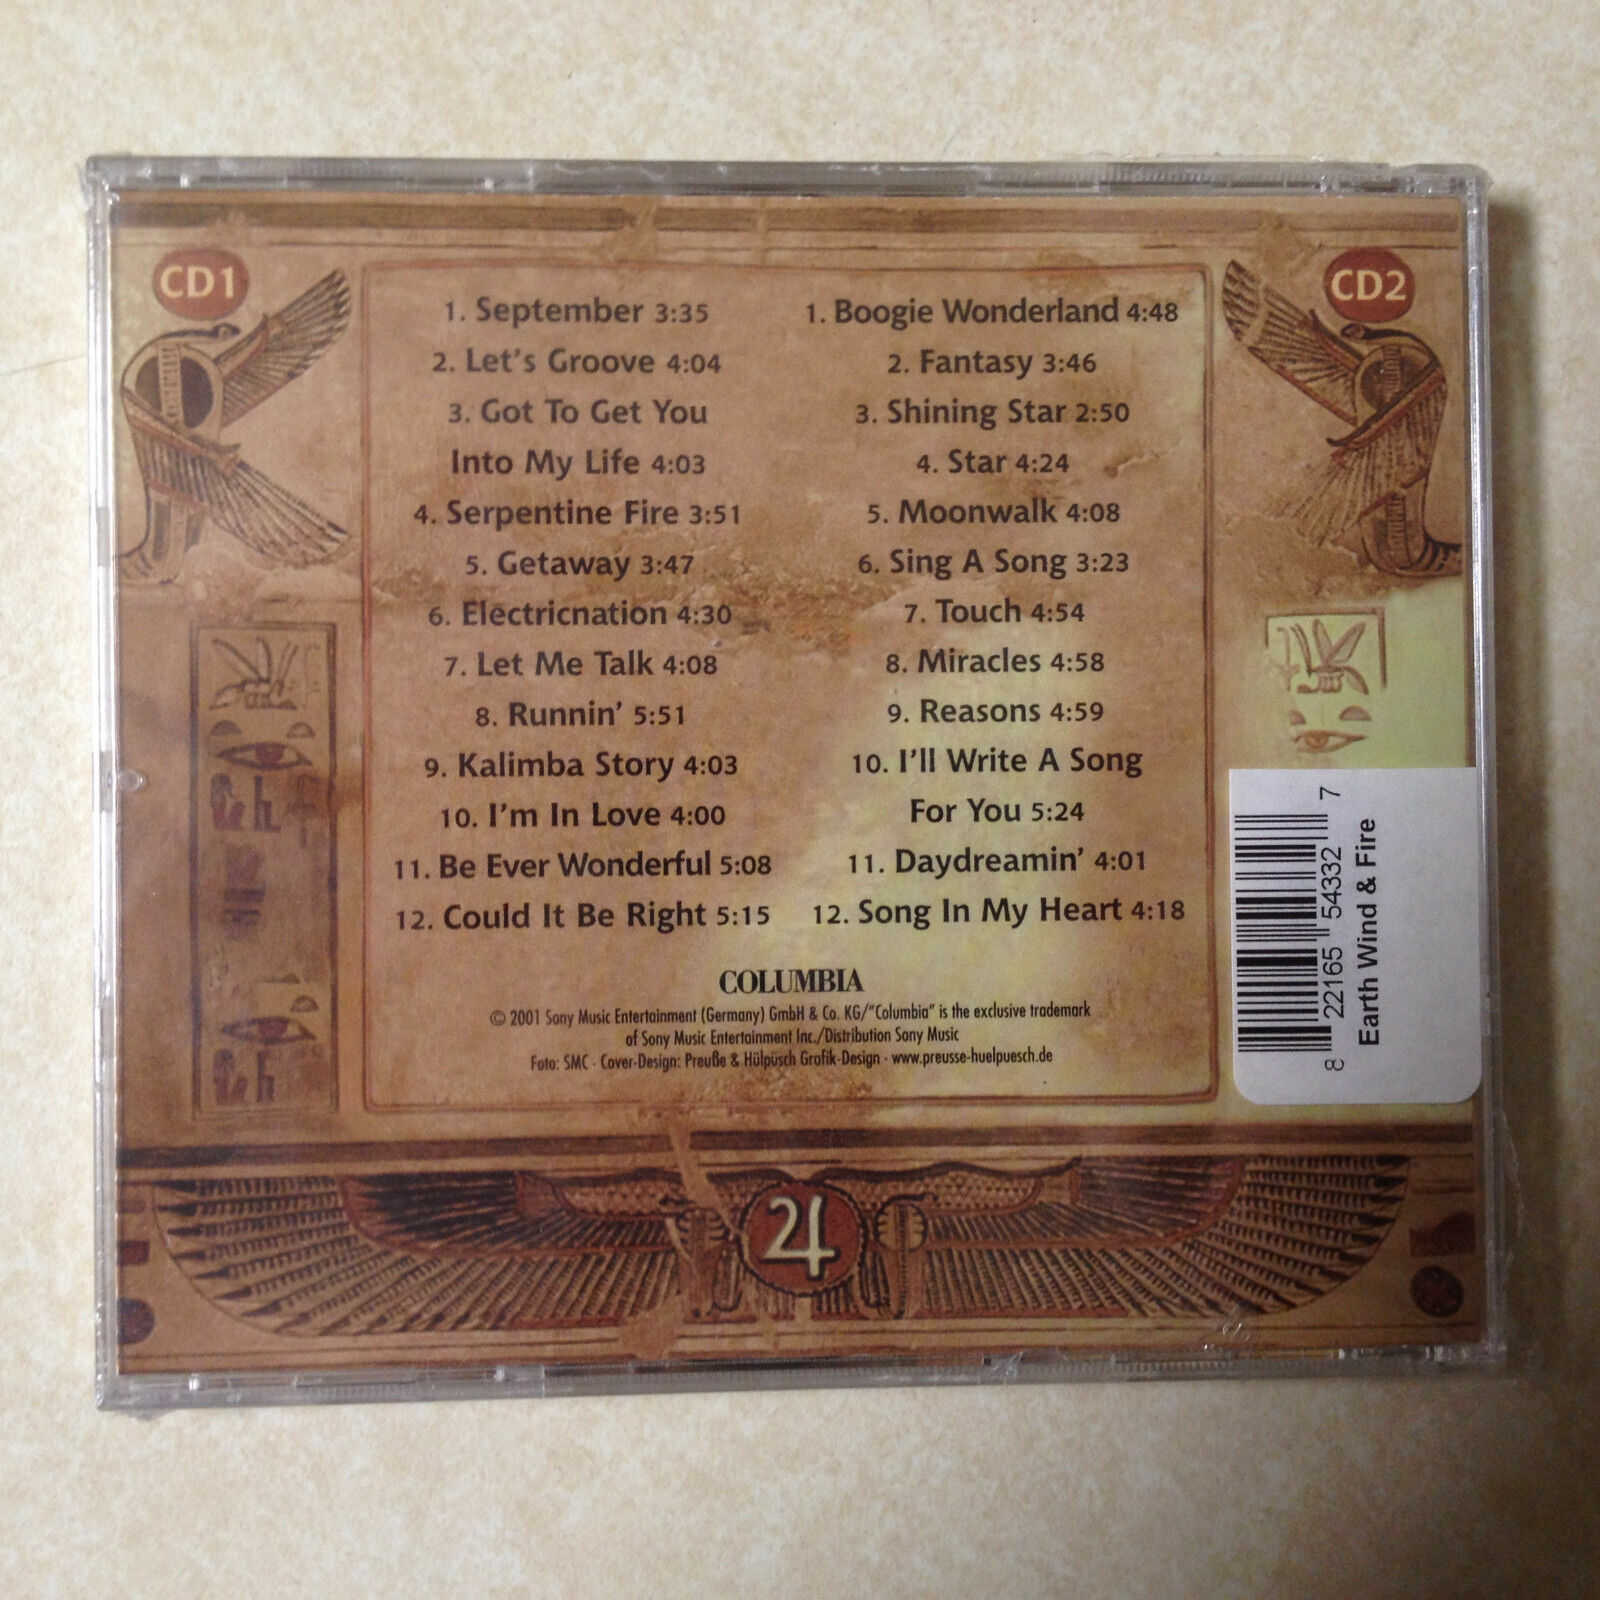 CD1
1. September 3:35
2. Let's Groove 4:04
3. Got To Get You
Into My Life 4:03
4. Serpentine Fire 3:51
5. Getaway 3:47
6. Electricnation 4:30
7. Let Me Talk 4:08
8. Runnin' 5:51
9. Kalimba Story 4:03
10. I'm In Love 4:00
11. Be Ever Wonderful 5:08
12. Could It Be Right 5:15
CD2
1. Boogie Wonderland 4:48
2. Fantasy 3:46
3. Shining Star 2:50
4. Star 4:24
5. Moonwalk 4:08
6. Sing A Song 3:23
7. Touch 4:54
8. Miracles 4:58
9. Reasons 4:59
10. I'll Write A Song
For You 5:24
11. Daydreamin' 4:01
12. Song In My Heart 4:18
COLUMBIA
© 2001 Sony Music Entertainment (Germany) GmbH & Co. KG/"Columbia" is the exclusive trademark
of Sony Music Entertainment Inc./Distribution Sony Music
Foto: SMC · Cover-Design: Preuße & Hülpüsch Grafik-Design · www.preusse-huelpuesch.de
8 22165 54332 7
Earth Wind & Fire